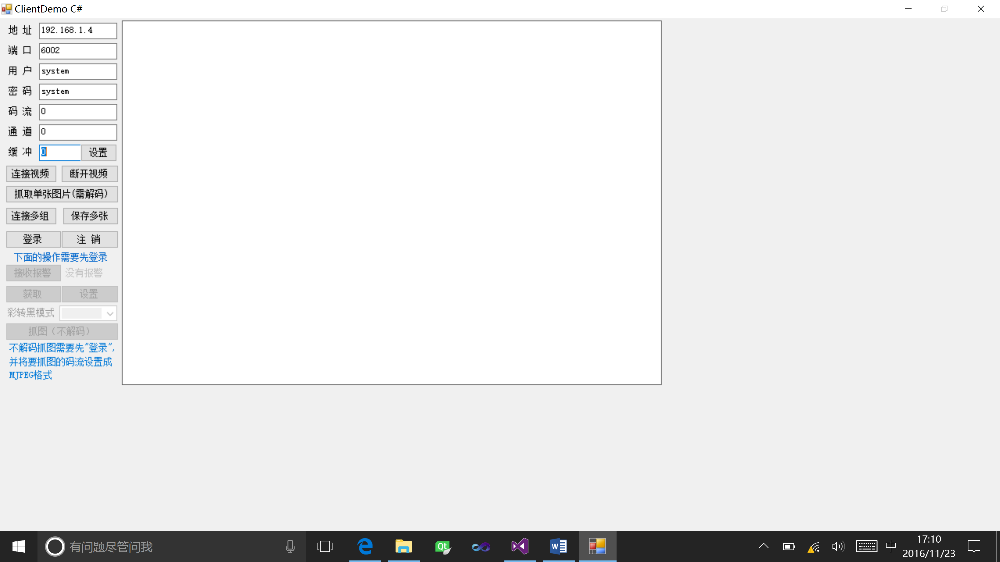 ClientDemo C#
地 址 192.168.1.4
端 口 6002
用 户 system
密 码 system
码 流 0
通 道 0
缓 冲 0 设置
连接视频 断开视频
抓取单张图片(需解码)
连接多组 保存多张
登录 注 销
下面的操作需要先登录
接收报警 没有报警
获取 设置
彩转黑模式
抓图（不解码）
不解码抓图需要先"登录",
并将要抓图的码流设置成
MJPEG格式
有问题尽管问我
Qt
W
中
17:10
2016/11/23